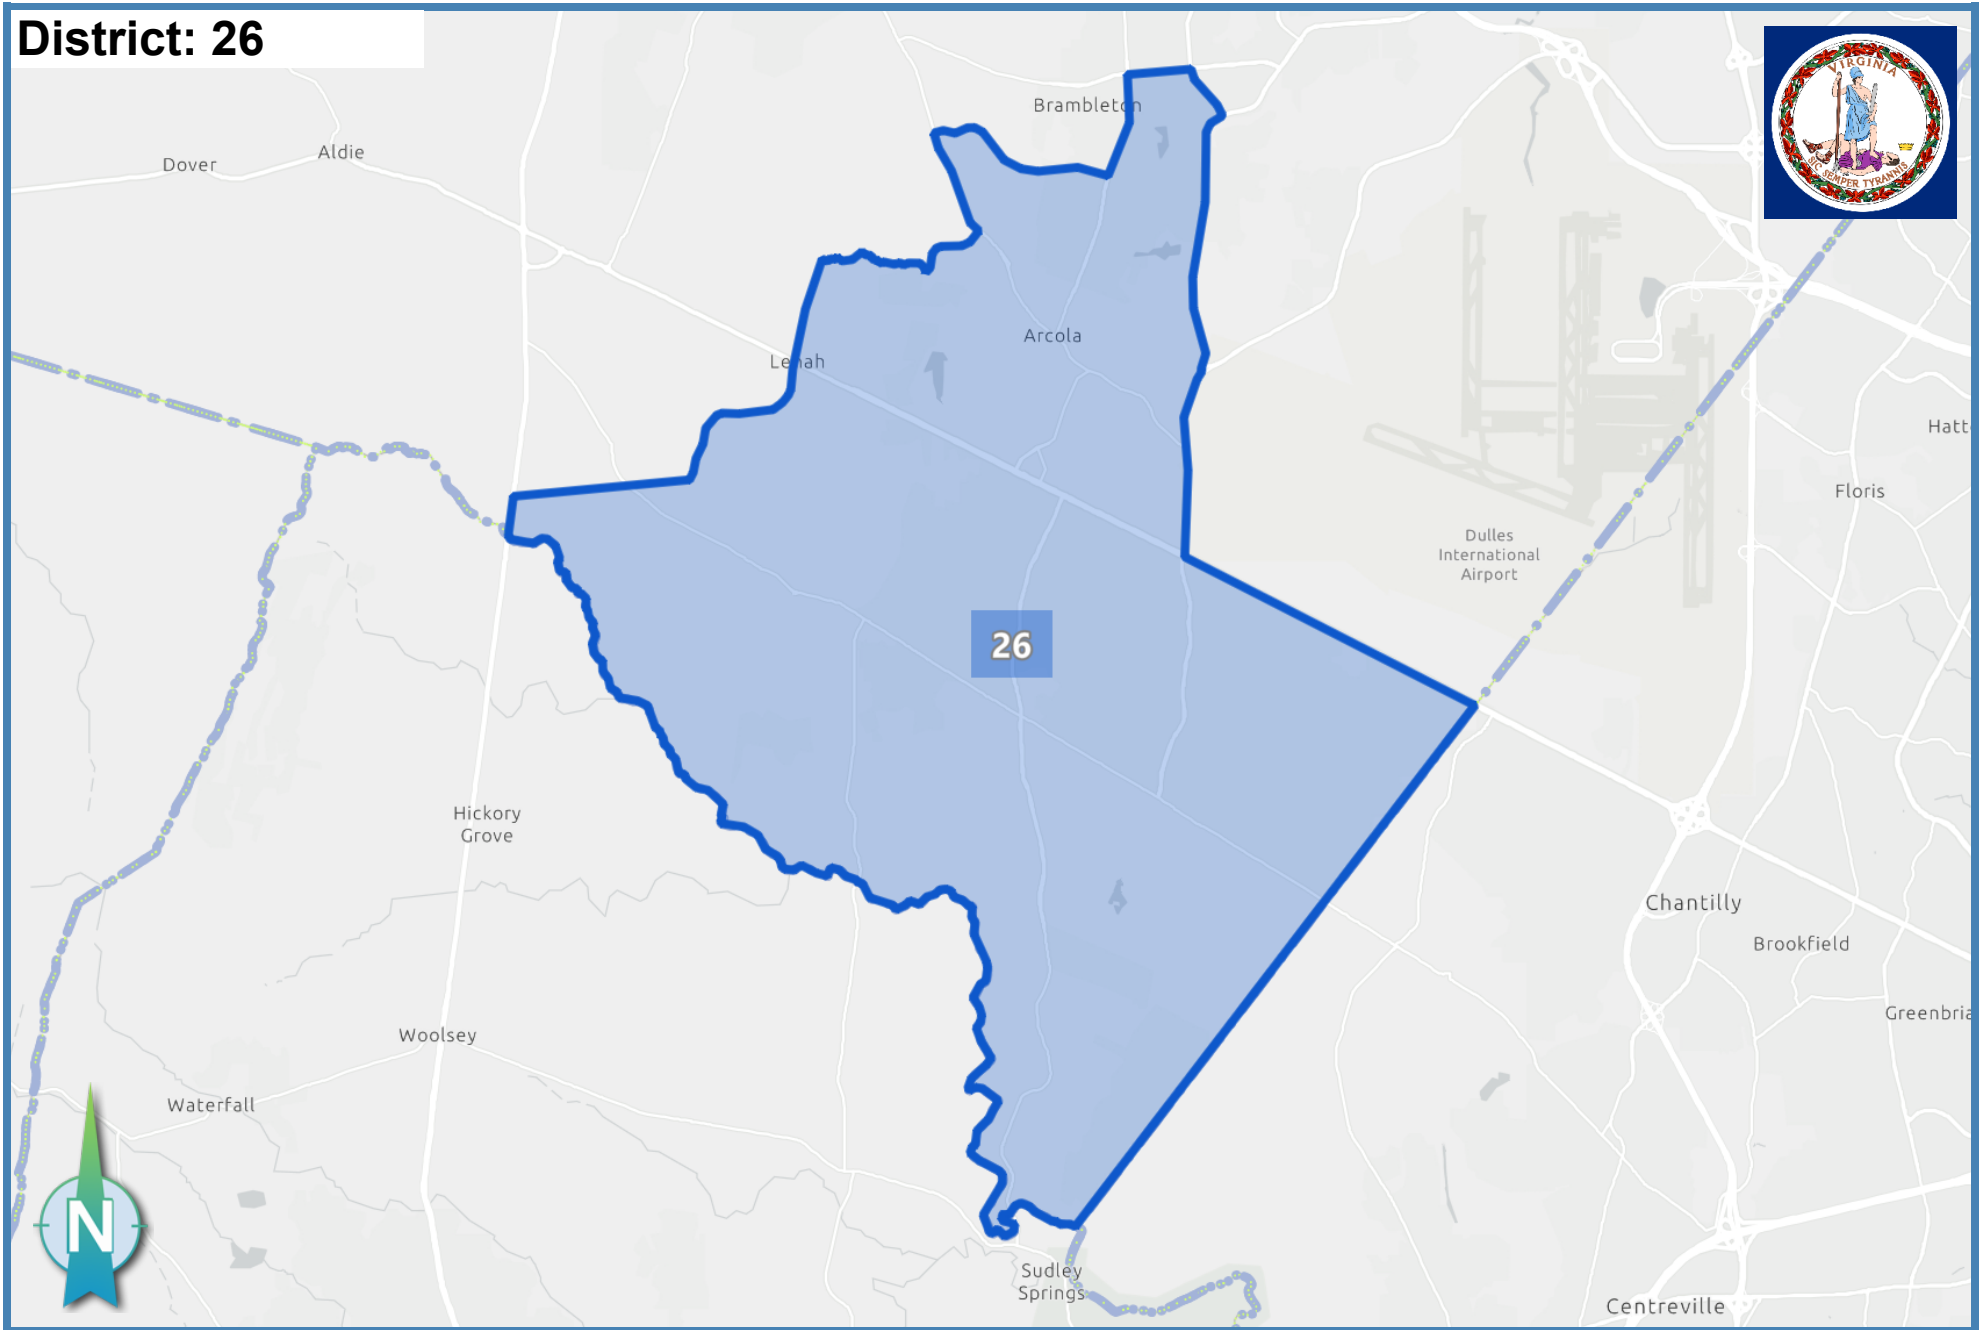 District: 26
VIRGINIA
SIC SEMPER TYRANNIS
Brambleton
Dover
Aldie
Arcola
Lenah
Hatt
Floris
Dulles
International
Airport
26
Hickory
Grove
Chantilly
Brookfield
Greenbria
Woolsey
Waterfall
N
Sudley
Springs
Centreville